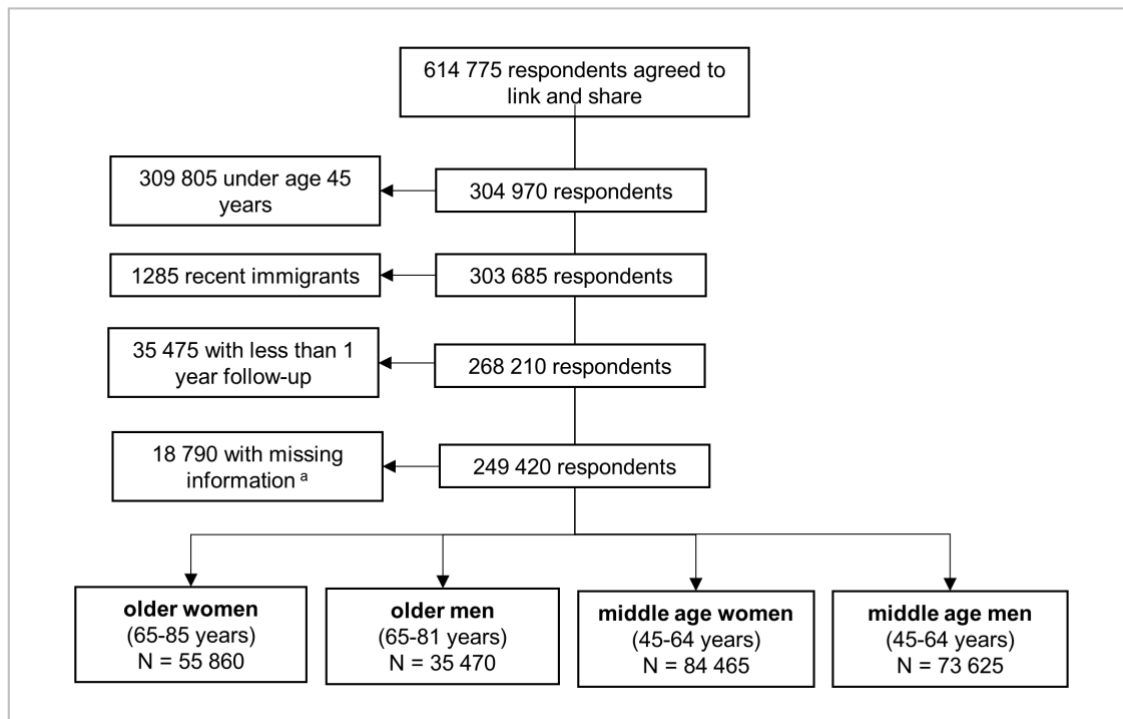 614 775 respondents agreed to
link and share
309 805 under age 45
years
304 970 respondents
1285 recent immigrants
303 685 respondents
35 475 with less than 1
year follow-up
268 210 respondents
18 790 with missing
information a
249 420 respondents
older women
(65-85 years)
N = 55 860
older men
(65-81 years)
N = 35 470
middle age women
(45-64 years)
N = 84 465
middle age men
(45-64 years)
N = 73 625